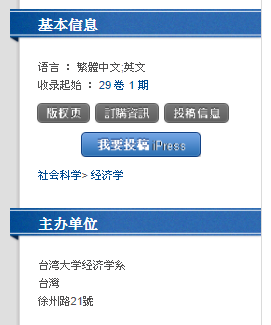 基本信息
语言 : 繁體中文;英文
收录起始 : 29 卷 1 期
版权页 訂購資訊 投稿信息
我要投稿 iPress
社会科学> 经济学
主办单位
台湾大学经济学系
台灣
徐州路21號